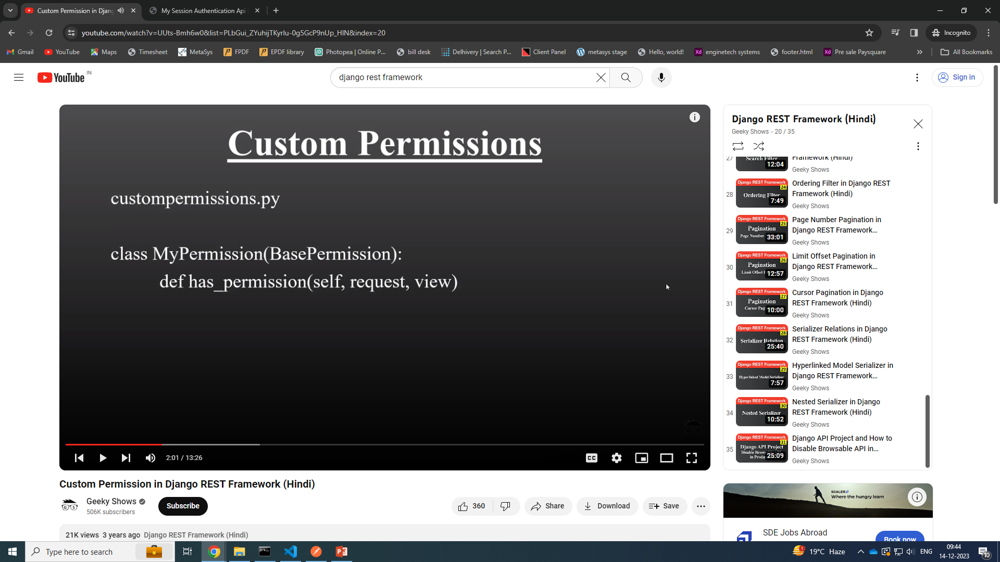 Custom Permission in Djang
My Session Authentication Api
youtube.com/watch?v=UUts-Bmh6w0&list=PLbGui_ZYuhijTKyrlu-0g5GcP9nUp_HIN&index=20
Incognito
Gmail
YouTube
Maps
Timesheet
MetaSys
FPDF
EPDF library
Photopea | Online P...
bill desk
Delhivery | Search P...
Client Panel
metasys stage
Hello, world!
enginetech systems
footer.html
Pre sale Paysquare
All Bookmarks
YouTube IN
django rest framework
Sign in
Custom Permissions
custompermissions.py
class MyPermission(BasePermission):
def has_permission(self, request, view)
2:01 / 13:26
CC
Custom Permission in Django REST Framework (Hindi)
Geeky Shows
506K subscribers
Subscribe
360
Share
Download
Save
21K views 3 years ago Django REST Framework (Hindi)
Django REST Framework (Hindi)
Geeky Shows - 20 / 35
27
Search Filter
12:04
Framework (Hindi)
Geeky Shows
28
Django REST Framework
24
Ordering Filter
7:49
Ordering Filter in Django REST
Framework (Hindi)
Geeky Shows
29
Django REST Framework
25
Pagination
Page Number
33:01
Page Number Pagination in
Django REST Framework...
Geeky Shows
30
Django REST Framework
26
Pagination
Limit Offset
12:57
Limit Offset Pagination in
Django REST Framework...
Geeky Shows
31
Django REST Framework
27
Pagination
Cursor Pag
10:00
Cursor Pagination in Django
REST Framework (Hindi)
Geeky Shows
32
Django REST Framework
28
Serializer Relation
25:40
Serializer Relations in Django
REST Framework (Hindi)
Geeky Shows
33
Django REST Framework
29
Hyperlinked Model Serializer
7:57
Hyperlinked Model Serializer in
Django REST Framework...
Geeky Shows
34
Django REST Framework
30
Nested Serializer
10:52
Nested Serializer in Django
REST Framework (Hindi)
Geeky Shows
35
Django REST Framework
31
Django API Project
Disable Brows
in Produ
25:09
Django API Project and How to
Disable Browsable API in...
Geeky Shows
SCALER
Where the hungry learn
SDE Jobs Abroad
Book now
Type here to search
19°C Haze
ENG
09:44
14-12-2023
10